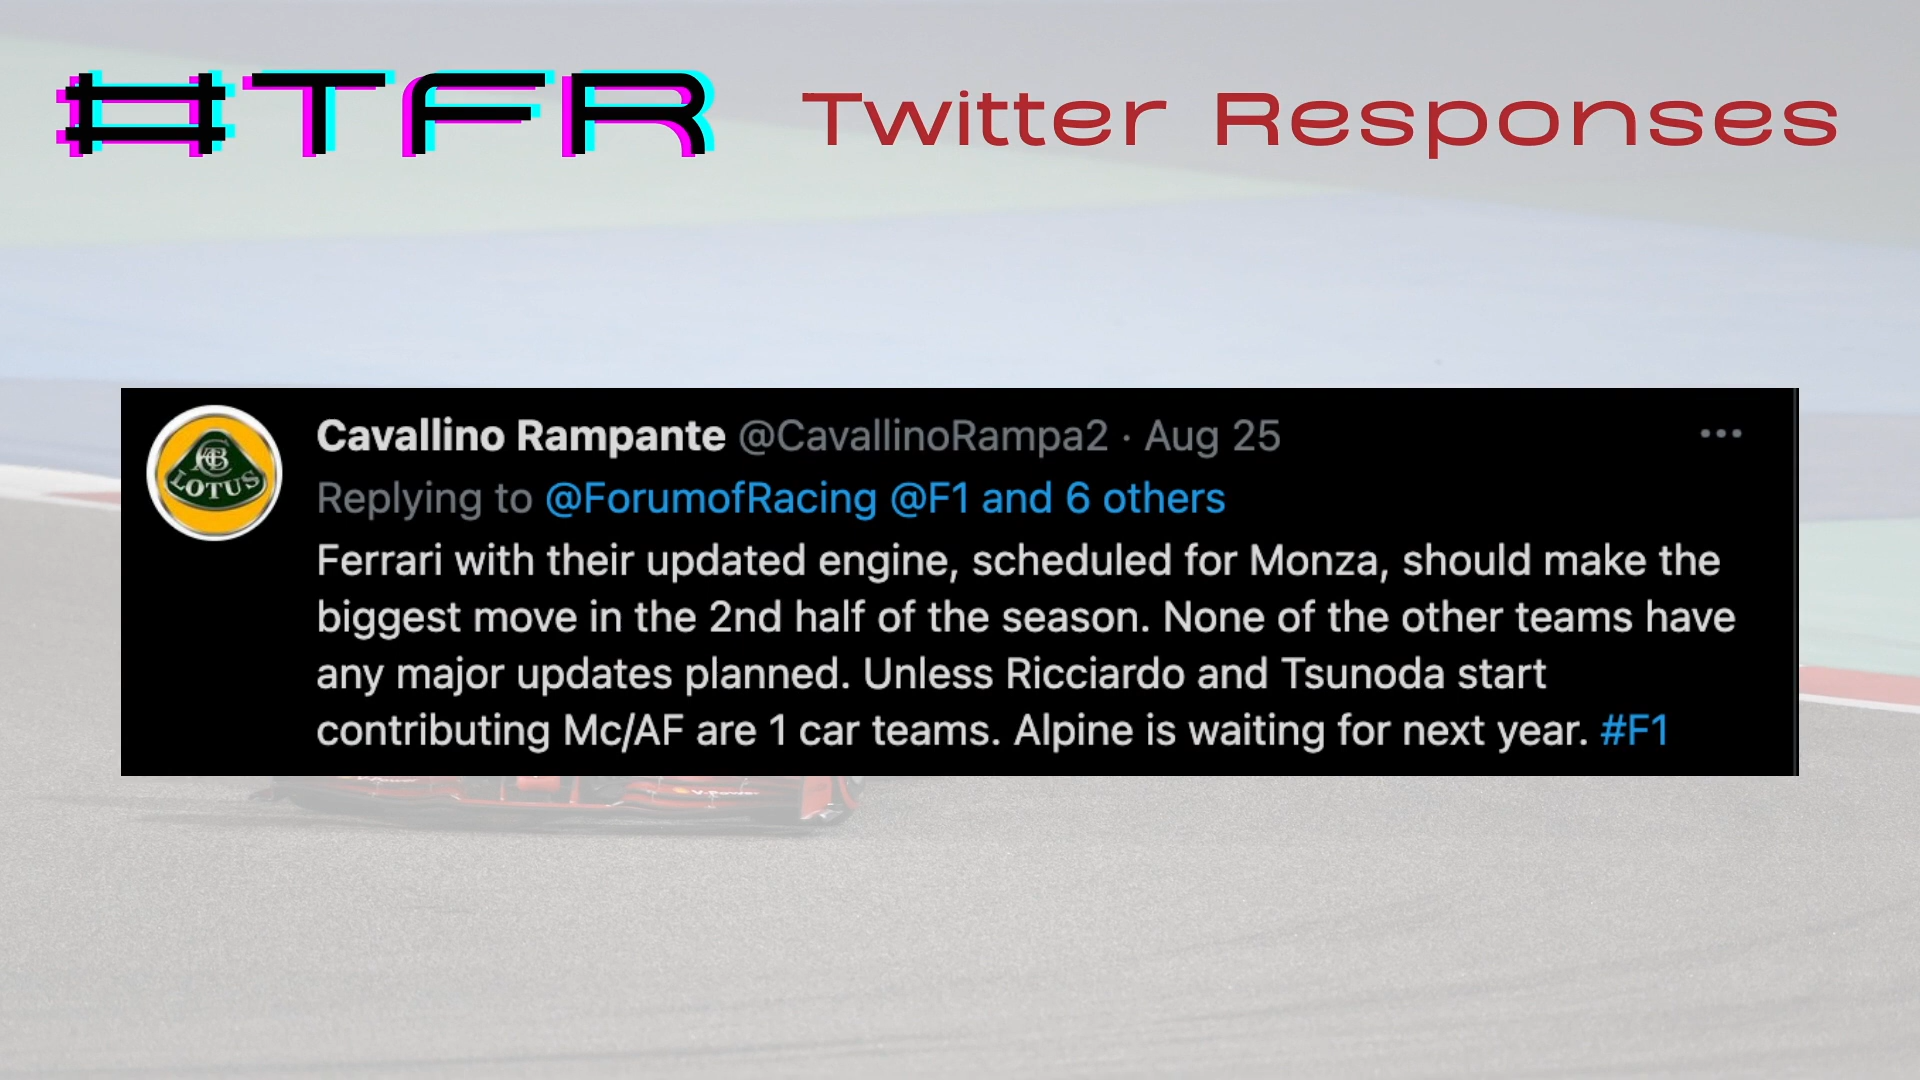 #TFR Twitter Responses
Cavallino Rampante @CavallinoRampa2 · Aug 25
Replying to @ForumofRacing @F1 and 6 others
Ferrari with their updated engine, scheduled for Monza, should make the
biggest move in the 2nd half of the season. None of the other teams have
any major updates planned. Unless Ricciardo and Tsunoda start
contributing Mc/AF are 1 car teams. Alpine is waiting for next year. #F1
LOTUS
V-Power